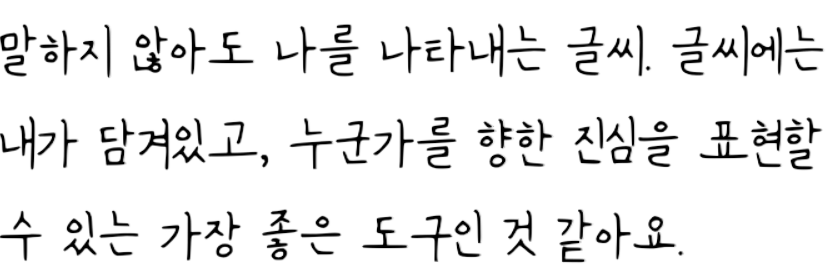 말하지 않아도 나를 나타내는 글씨. 글씨에는
내가 담겨있고, 누군가를 향한 진심을 표현할
수 있는 가장 좋은 도구인 것 같아요.